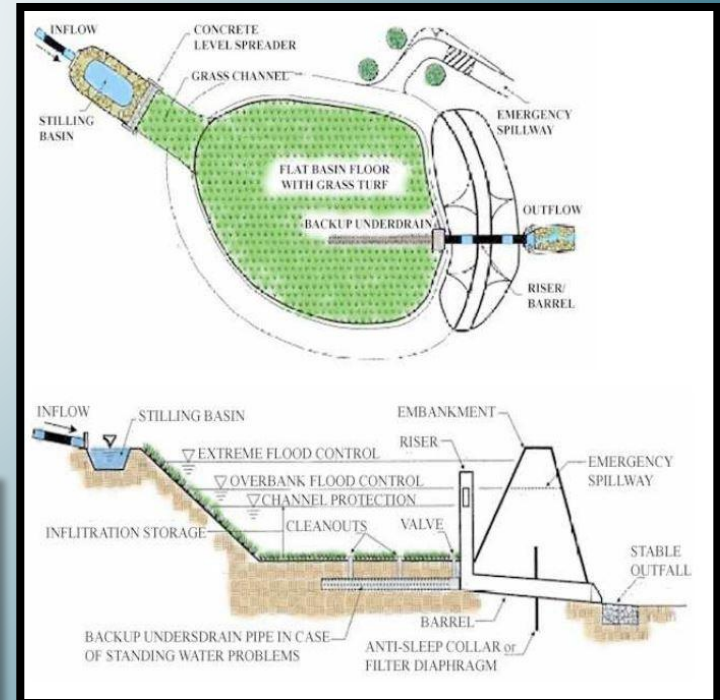 INFLOW
CONCRETE
LEVEL SPREADER
GRASS CHANNEL
STILLING
BASIN
EMERGENCY
SPILLWAY
FLAT BASIN FLOOR
WITH GRASS TURF
BACKUP UNDERDRAIN
OUTFLOW
RISER/
BARREL
INFLOW
STILLING BASIN
EMBANKMENT
RISER
EXTREME FLOOD CONTROL
EMERGENCY
SPILLWAY
OVERBANK FLOOD CONTROL
CHANNEL PROTECTION
INFLITRATION STORAGE
CLEANOUTS
VALVE
STABLE
OUTFALL
BARREL
BACKUP UNDERSDRAIN PIPE IN CASE
OF STANDING WATER PROBLEMS
ANTI-SLEEP COLLAR or
FILTER DIAPHRAGM